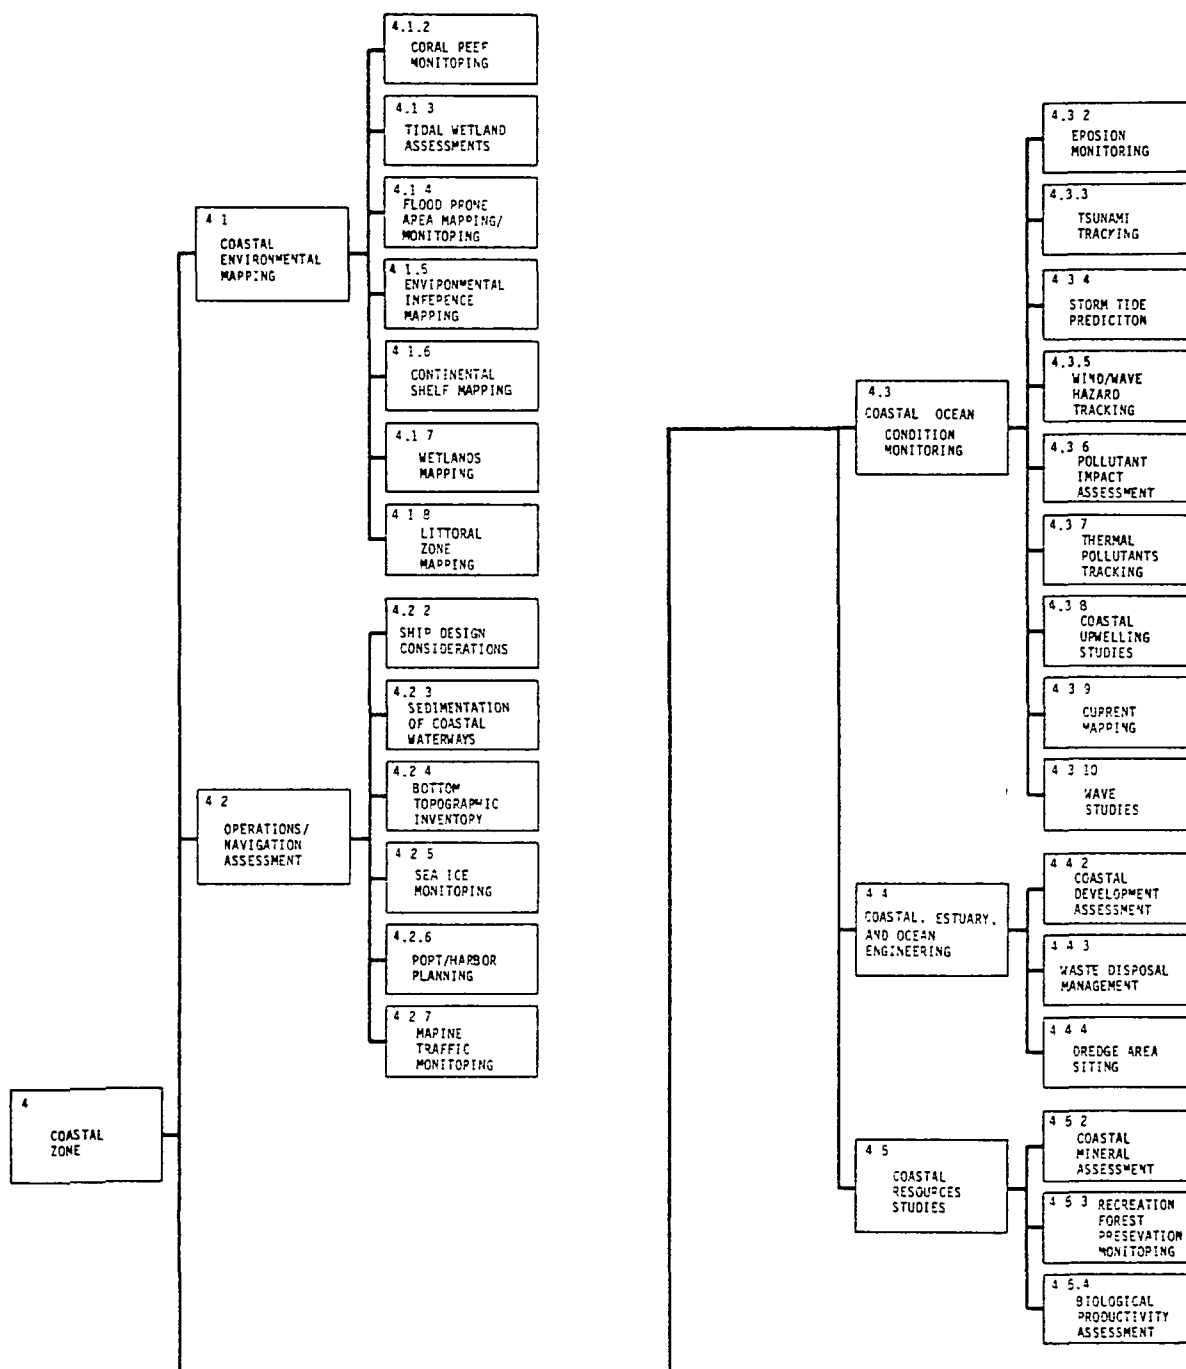 4
COASTAL
ZONE
4 1
COASTAL
ENVIRONMENTAL
MAPPING
4.1.2
CORAL PEEF
MONITOPING
4.1 3
TIDAL WETLAND
ASSESSMENTS
4.1 4
FLOOD PPONE
AREA MAPPING/
MONITOPING
4 1.5
ENVIRONMENTAL
INFEPENCE
MAPPING
4 1.6
CONTINENTAL
SHELF MAPPING
4.1 7
WETLANDS
MAPPING
4 1 8
LITTORAL
ZONE
MAPPING
4 2
OPERATIONS/
NAVIGATION
ASSESSMENT
4.2 2
SHIP DESIGN
CONSIDERATIONS
4.2 3
SEDIMENTATION
OF COASTAL
WATERWAYS
4.2 4
BOTTOM
TOPOGRAPHIC
INVENTORY
4 2 5
SEA ICE
MONITOPING
4.2.6
POPT/HARBOR
PLANNING
4 2 7
MAPINE
TRAFFIC
MONITOPING
4.3
COASTAL OCEAN
CONDITION
MONITORING
4.3 2
EPOSION
MONITORING
4.3.3
TSUNAMI
TRACKING
4 3 4
STORM TIDE
PREDICITON
4.3.5
WIND/WAVE
HAZARD
TRACKING
4.3 6
POLLUTANT
IMPACT
ASSESSMENT
4.3 7
THERMAL
POLLUTANTS
TRACKING
4.3 8
COASTAL
UPWELLING
STUDIES
4 3 9
CUPRENT
MAPPING
4 3 10
WAVE
STUDIES
4 4
COASTAL, ESTUARY,
AND OCEAN
ENGINEERING
4 4 2
COASTAL
DEVELOPMENT
ASSESSMENT
4 4 3
WASTE DISPOSAL
MANAGEMENT
4 4 4
DREDGE AREA
SITING
4 5
COASTAL
RESOUPCES
STUDIES
4 5 2
COASTAL
MINERAL
ASSESSMENT
4 5 3 RECREATION
FOREST
PRESEVATION
MONITOPING
4 5.4
BIOLOGICAL
PRODUCTIVITY
ASSESSMENT